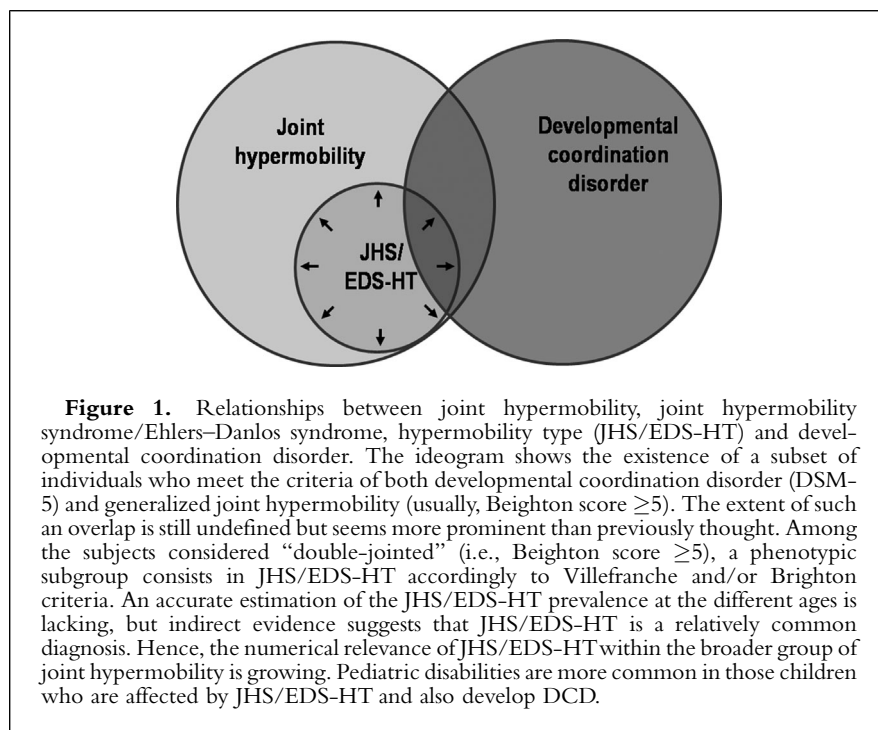 Joint
hypermobility
Developmental
coordination
disorder
JHS/
EDS-HT
Figure 1. Relationships between joint hypermobility, joint hypermobility
syndrome/Ehlers–Danlos syndrome, hypermobility type (JHS/EDS-HT) and devel-
opmental coordination disorder. The ideogram shows the existence of a subset of
individuals who meet the criteria of both developmental coordination disorder (DSM-
5) and generalized joint hypermobility (usually, Beighton score ≥5). The extent of such
an overlap is still undefined but seems more prominent than previously thought. Among
the subjects considered “double-jointed” (i.e., Beighton score ≥5), a phenotypic
subgroup consists in JHS/EDS-HT accordingly to Villefranche and/or Brighton
criteria. An accurate estimation of the JHS/EDS-HT prevalence at the different ages is
lacking, but indirect evidence suggests that JHS/EDS-HT is a relatively common
diagnosis. Hence, the numerical relevance of JHS/EDS-HT within the broader group of
joint hypermobility is growing. Pediatric disabilities are more common in those children
who are affected by JHS/EDS-HT and also develop DCD.